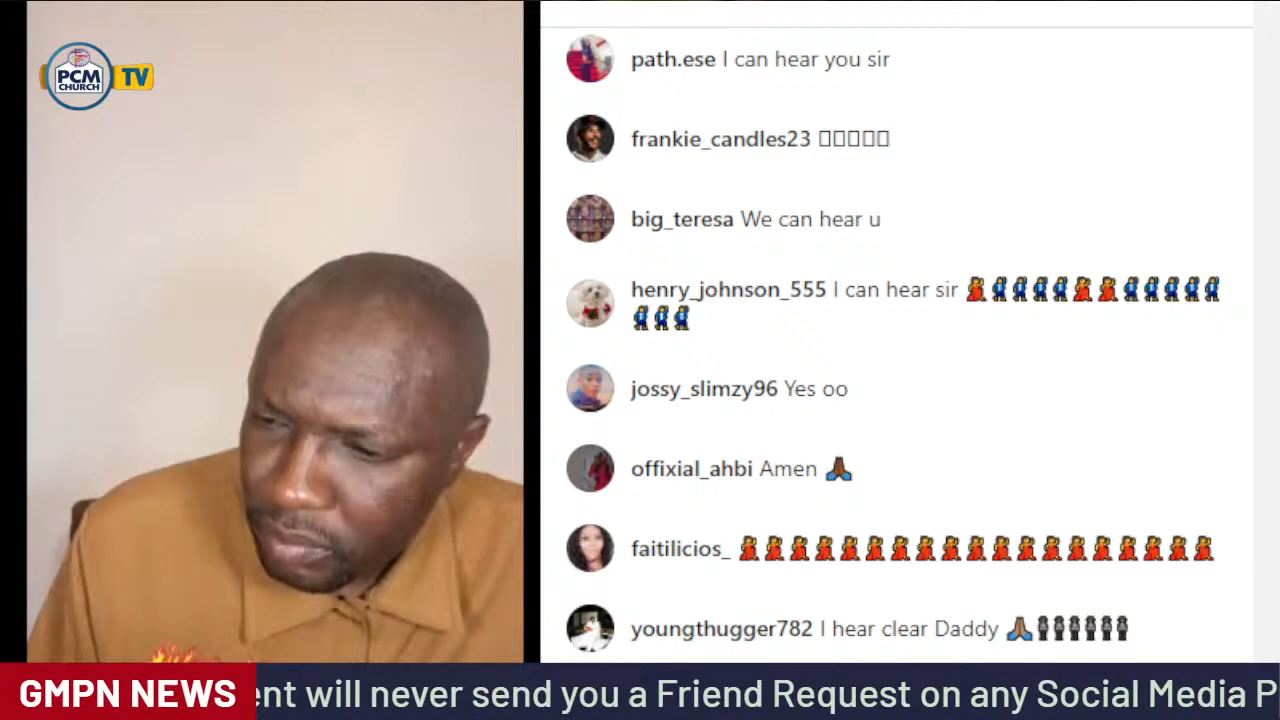 PCM
CHURCH
TV
path.ese I can hear you sir
frankie_candles23
big_teresa We can hear u
henry_johnson_555 I can hear sir
jossy_slimzy96 Yes oo
offixial_ahbi Amen 🙏🏾
faitilicios_
youngthugger782 I hear clear Daddy 🙏🏽
GMPN NEWS
ent will never send you a Friend Request on any Social Media P